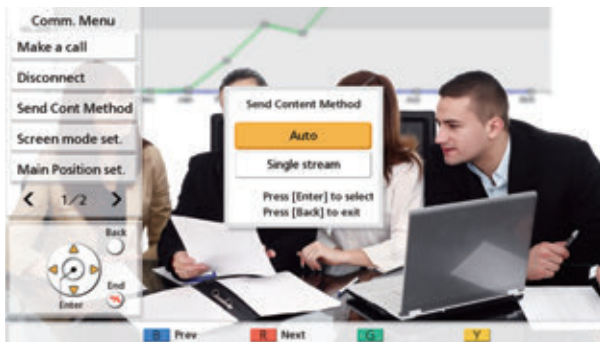 Comm. Menu
Make a call
Disconnect
Send Cont Method
Screen mode set.
Main Position set.
1/2
Back
End
Enter
Send Content Method
Auto
Single stream
Press [Enter] to select
Press [Back] to exit
B Prev R Next G Y